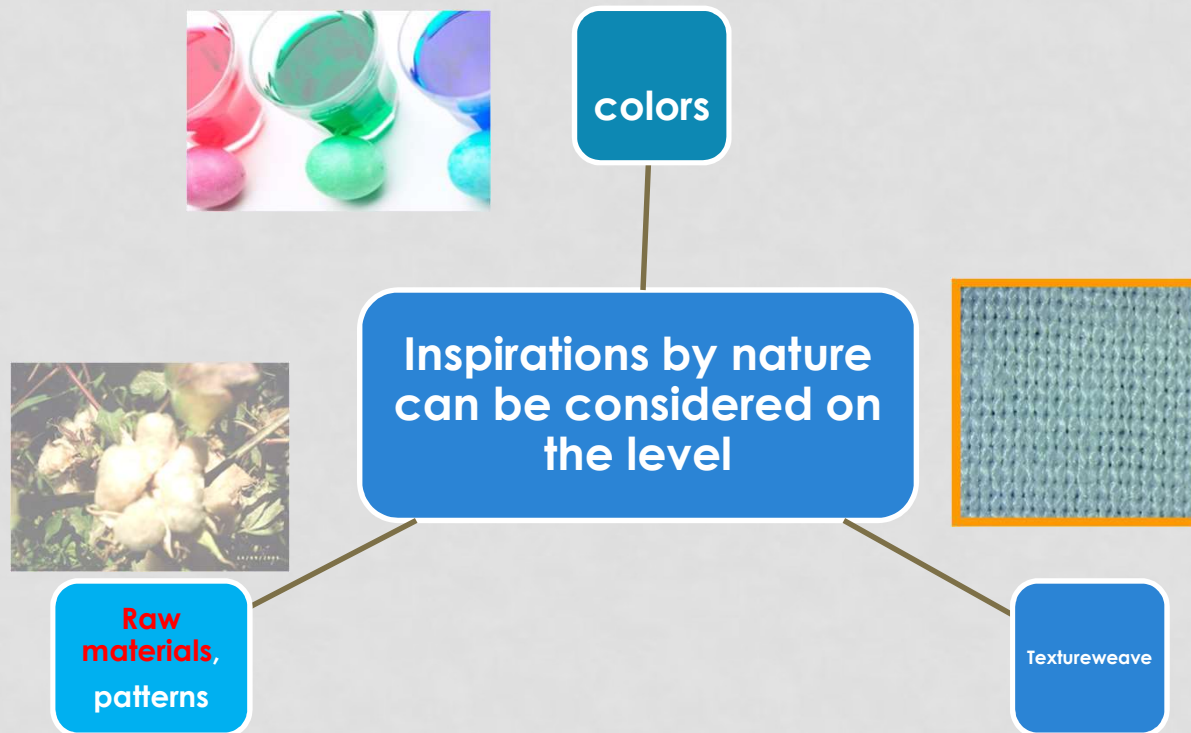 colors
Inspirations by nature
can be considered on
the level
Raw
materials,
patterns
Textureweave